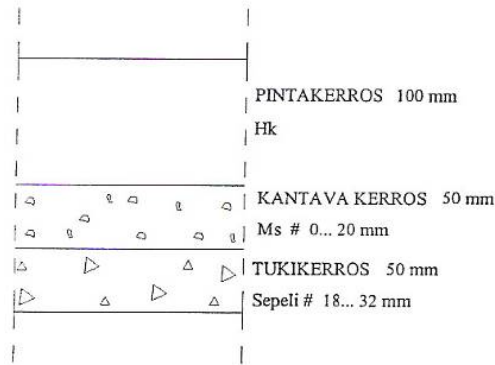 PINTAKERROS 100 mm
Hk
KANTAVA KERROS 50 mm
Ms # 0... 20 mm
TUKIKERROS 50 mm
Sepeli # 18... 32 mm